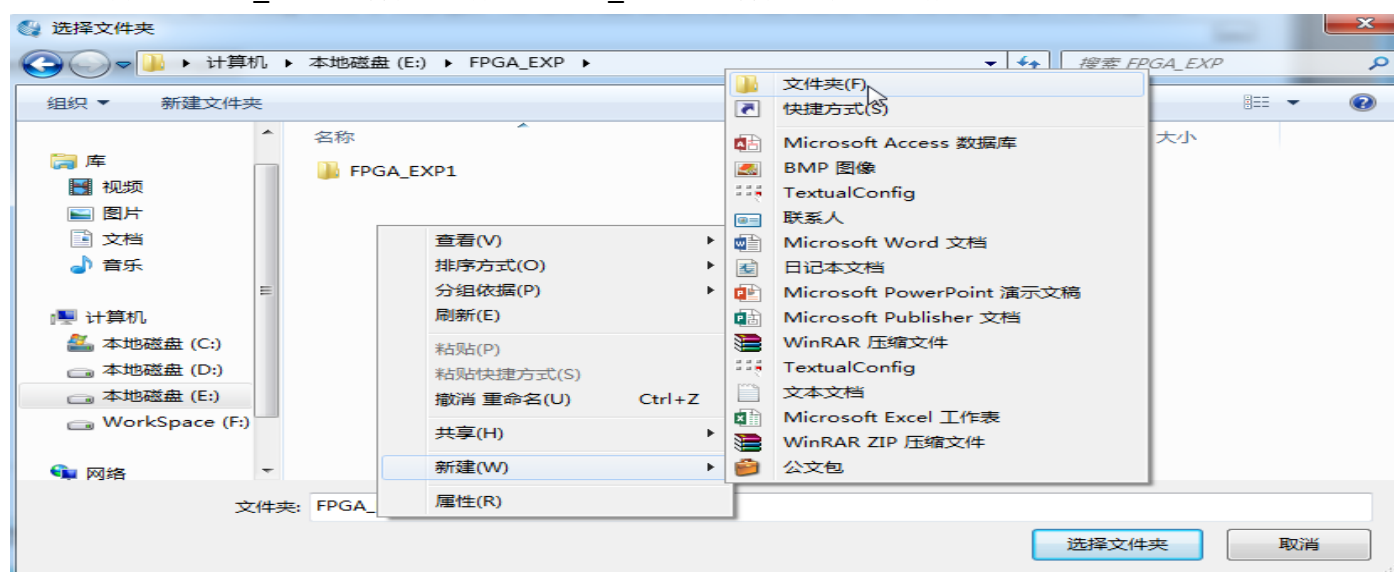 选择文件夹
计算机 ▸ 本地磁盘 (E:) ▸ FPGA_EXP ▸
搜索 FPGA_EXP
组织 新建文件夹
名称
大小
库
视频
图片
文档
音乐
计算机
本地磁盘 (C:)
本地磁盘 (D:)
本地磁盘 (E:)
WorkSpace (F:)
网络
FPGA_EXP1
查看(V)
排序方式(O)
分组依据(P)
刷新(E)
粘贴(P)
粘贴快捷方式(S)
撤消 重命名(U) Ctrl+Z
共享(H)
新建(W)
属性(R)
文件夹(F)
快捷方式(S)
Microsoft Access 数据库
BMP 图像
TextualConfig
联系人
Microsoft Word 文档
日记本文档
Microsoft PowerPoint 演示文稿
Microsoft Publisher 文档
WinRAR 压缩文件
TextualConfig
文本文档
Microsoft Excel 工作表
WinRAR ZIP 压缩文件
公文包
文件夹: FPGA_
选择文件夹
取消